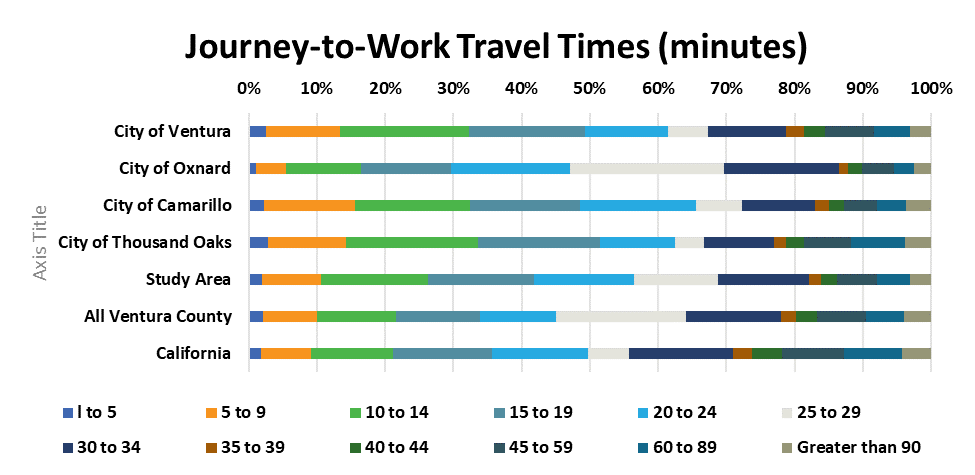 Journey-to-Work Travel Times (minutes)
0% 10% 20% 30% 40% 50% 60% 70% 80% 90% 100%
City of Ventura
City of Oxnard
City of Camarillo
City of Thousand Oaks
Study Area
All Ventura County
California
Axis Title
l to 5 5 to 9 10 to 14 15 to 19 20 to 24 25 to 29
30 to 34 35 to 39 40 to 44 45 to 59 60 to 89 Greater than 90